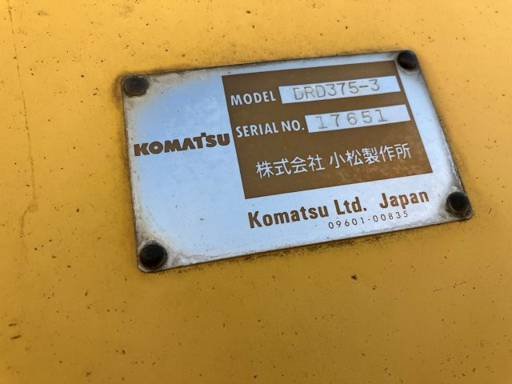 KOMATSU
MODEL DRD375-3
SERIAL NO. 17651
株式会社 小松製作所
Komatsu Ltd. Japan
09601-00835